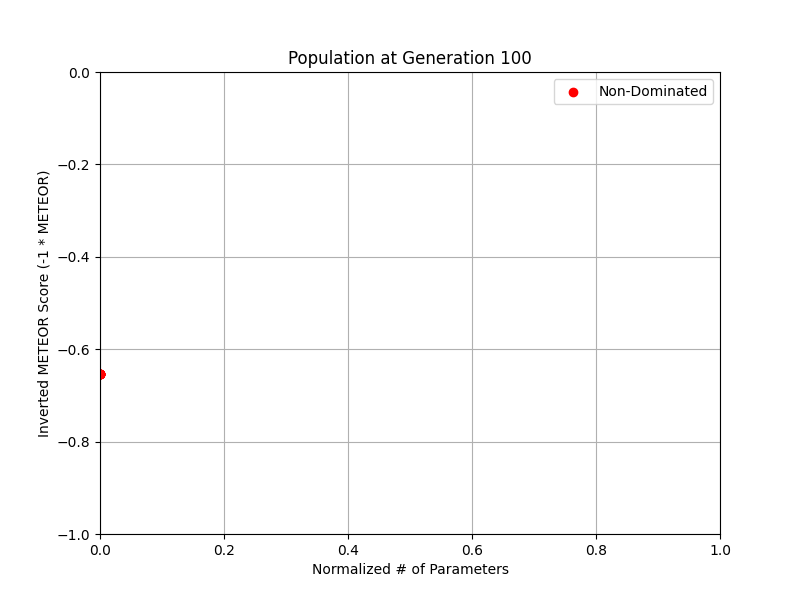 Population at Generation 100
Non-Dominated
0.0
−0.2
−0.4
−0.6
−0.8
−1.0
Inverted METEOR Score (-1 * METEOR)
0.0 0.2 0.4 0.6 0.8 1.0
Normalized # of Parameters